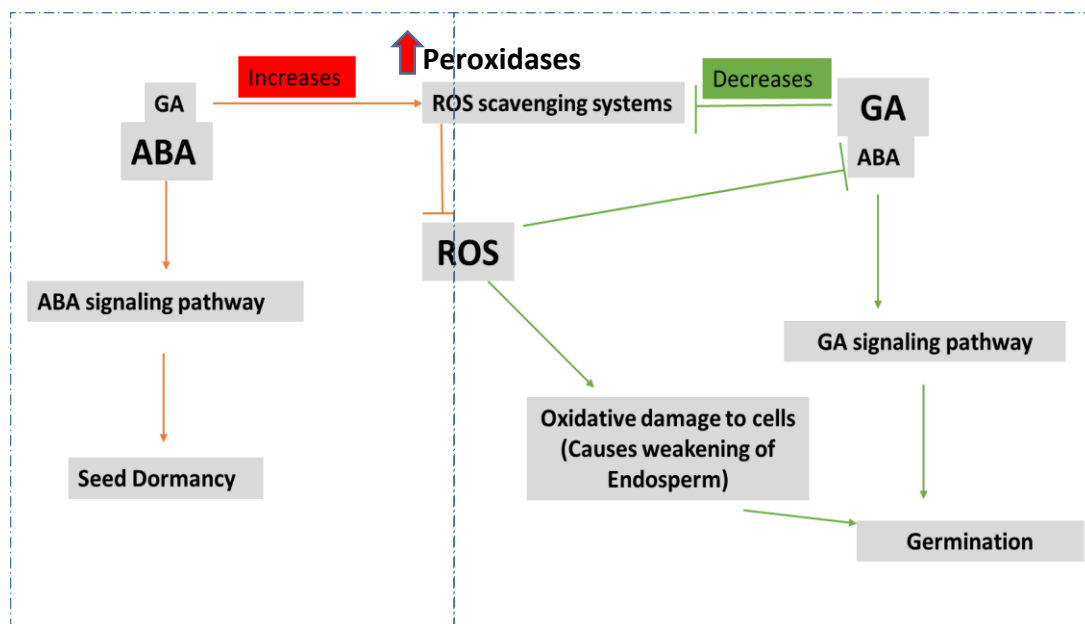 Peroxidases
Increases
Decreases
GA
ABA
ROS scavenging systems
GA
ABA
ROS
ABA signaling pathway
GA signaling pathway
Oxidative damage to cells
(Causes weakening of
Endosperm)
Seed Dormancy
Germination